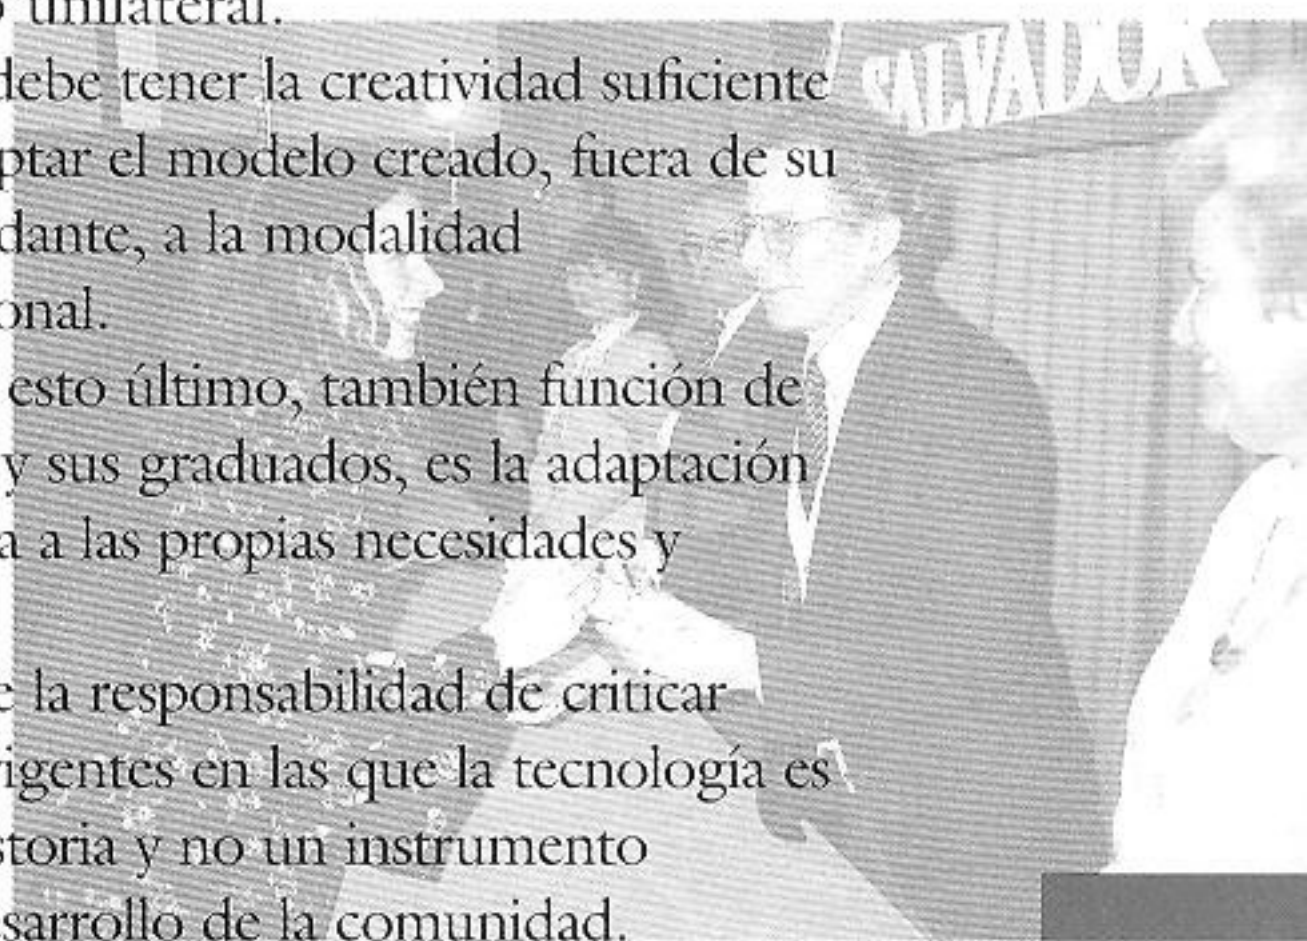 unilateral.
SALVADOR
debe tener la creatividad suficiente
ptar el modelo creado, fuera de su
dante, a la modalidad
onal.
esto último, también función de
y sus graduados, es la adaptación
a a las propias necesidades y
e la responsabilidad de criticar
vigentes en las que la tecnología es
storia y no un instrumento
sarrollo de la comunidad.